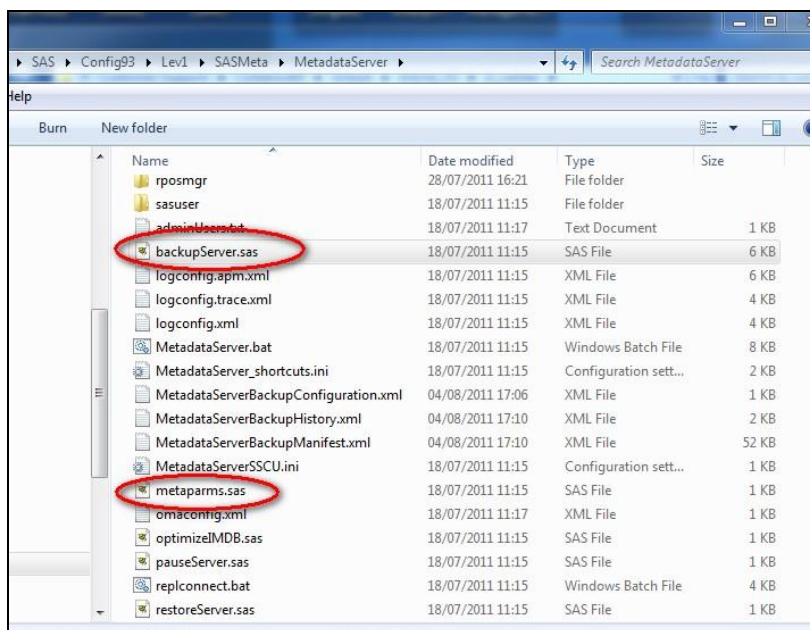 SAS Config93 Lev1 SASMeta MetadataServer Search MetadataServer
Help
Burn New folder
Name Date modified Type Size
rposmgr 28/07/2011 16:21 File folder
sasuser 18/07/2011 11:15 File folder
adminUsers.txt 18/07/2011 11:17 Text Document 1 KB
backupServer.sas 18/07/2011 11:15 SAS File 6 KB
logconfig.apm.xml 18/07/2011 11:15 XML File 6 KB
logconfig.trace.xml 18/07/2011 11:15 XML File 4 KB
logconfig.xml 18/07/2011 11:15 XML File 4 KB
MetadataServer.bat 18/07/2011 11:15 Windows Batch File 8 KB
MetadataServer_shortcuts.ini 18/07/2011 11:15 Configuration sett... 2 KB
MetadataServerBackupConfiguration.xml 04/08/2011 17:06 XML File 1 KB
MetadataServerBackupHistory.xml 04/08/2011 17:10 XML File 2 KB
MetadataServerBackupManifest.xml 04/08/2011 17:10 XML File 52 KB
MetadataServerSSCU.ini 18/07/2011 11:15 Configuration sett... 1 KB
metaparms.sas 18/07/2011 11:15 SAS File 1 KB
omaconfig.xml 18/07/2011 11:17 XML File 1 KB
optimizeIMDB.sas 18/07/2011 11:15 SAS File 1 KB
pauseServer.sas 18/07/2011 11:15 SAS File 1 KB
replconnect.bat 18/07/2011 11:15 Windows Batch File 4 KB
restoreServer.sas 18/07/2011 11:15 SAS File 1 KB